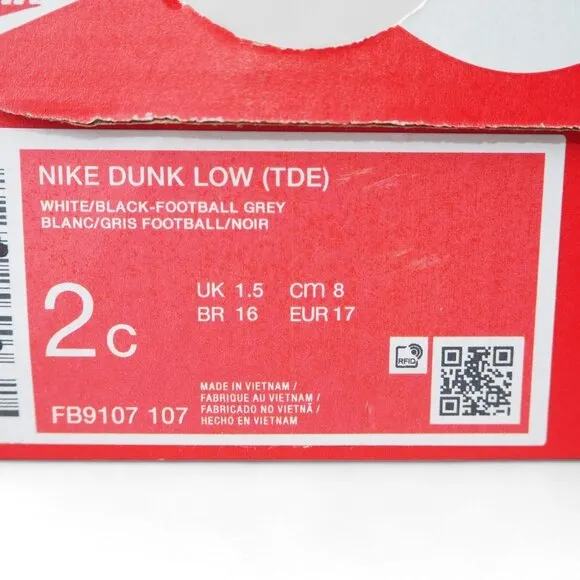 NIKE DUNK LOW (TDE)
WHITE/BLACK-FOOTBALL GREY
BLANC/GRIS FOOTBALL/NOIR
2 C
UK 1.5 cm 8
BR 16 EUR 17
RFID
MADE IN VIETNAM /
FABRIQUE AU VIETNAM /
FABRICADO NO VIETNÃ /
HECHO EN VIETNAM
FB9107 107